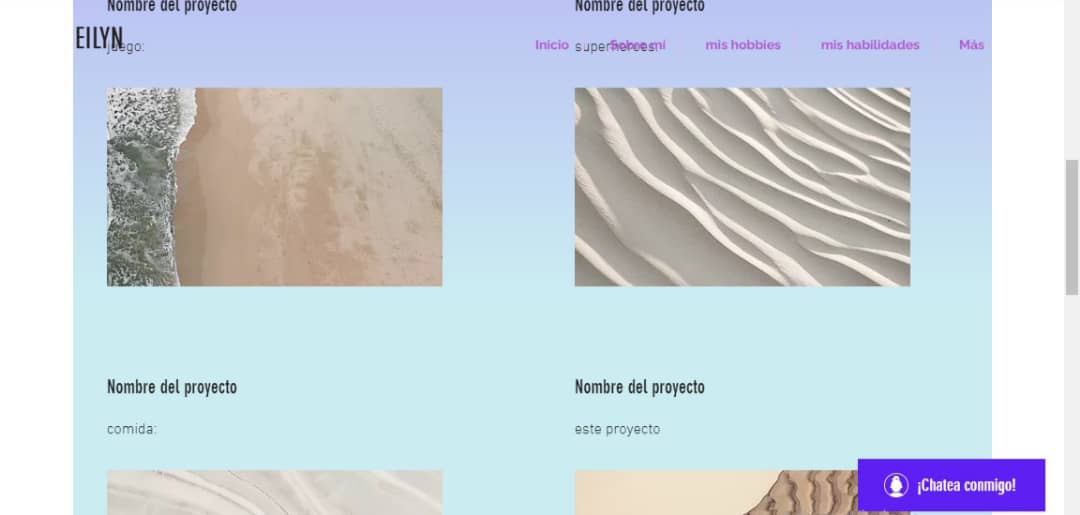 Nombre del proyecto
Nombre del proyecto
EILYN
juego:
superheroes:
Inicio
Sobre mí
mis hobbies
mis habilidades
Más
Nombre del proyecto
Nombre del proyecto
comida:
este proyecto
¡Chatea conmigo!